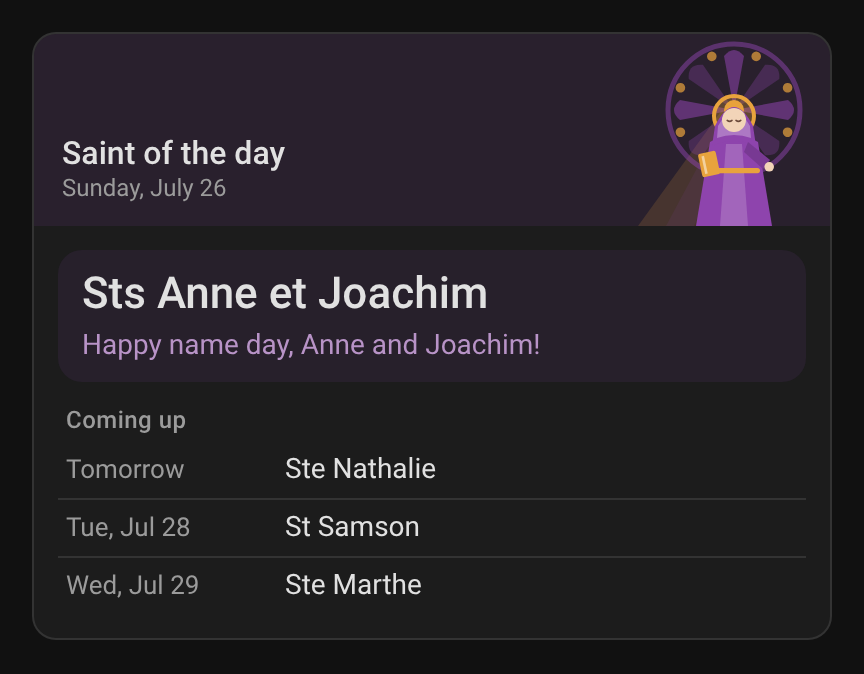 Saint of the day
Sunday, July 26
Sts Anne et Joachim
Happy name day, Anne and Joachim!
Coming up
Tomorrow Ste Nathalie
Tue, Jul 28 St Samson
Wed, Jul 29 Ste Marthe